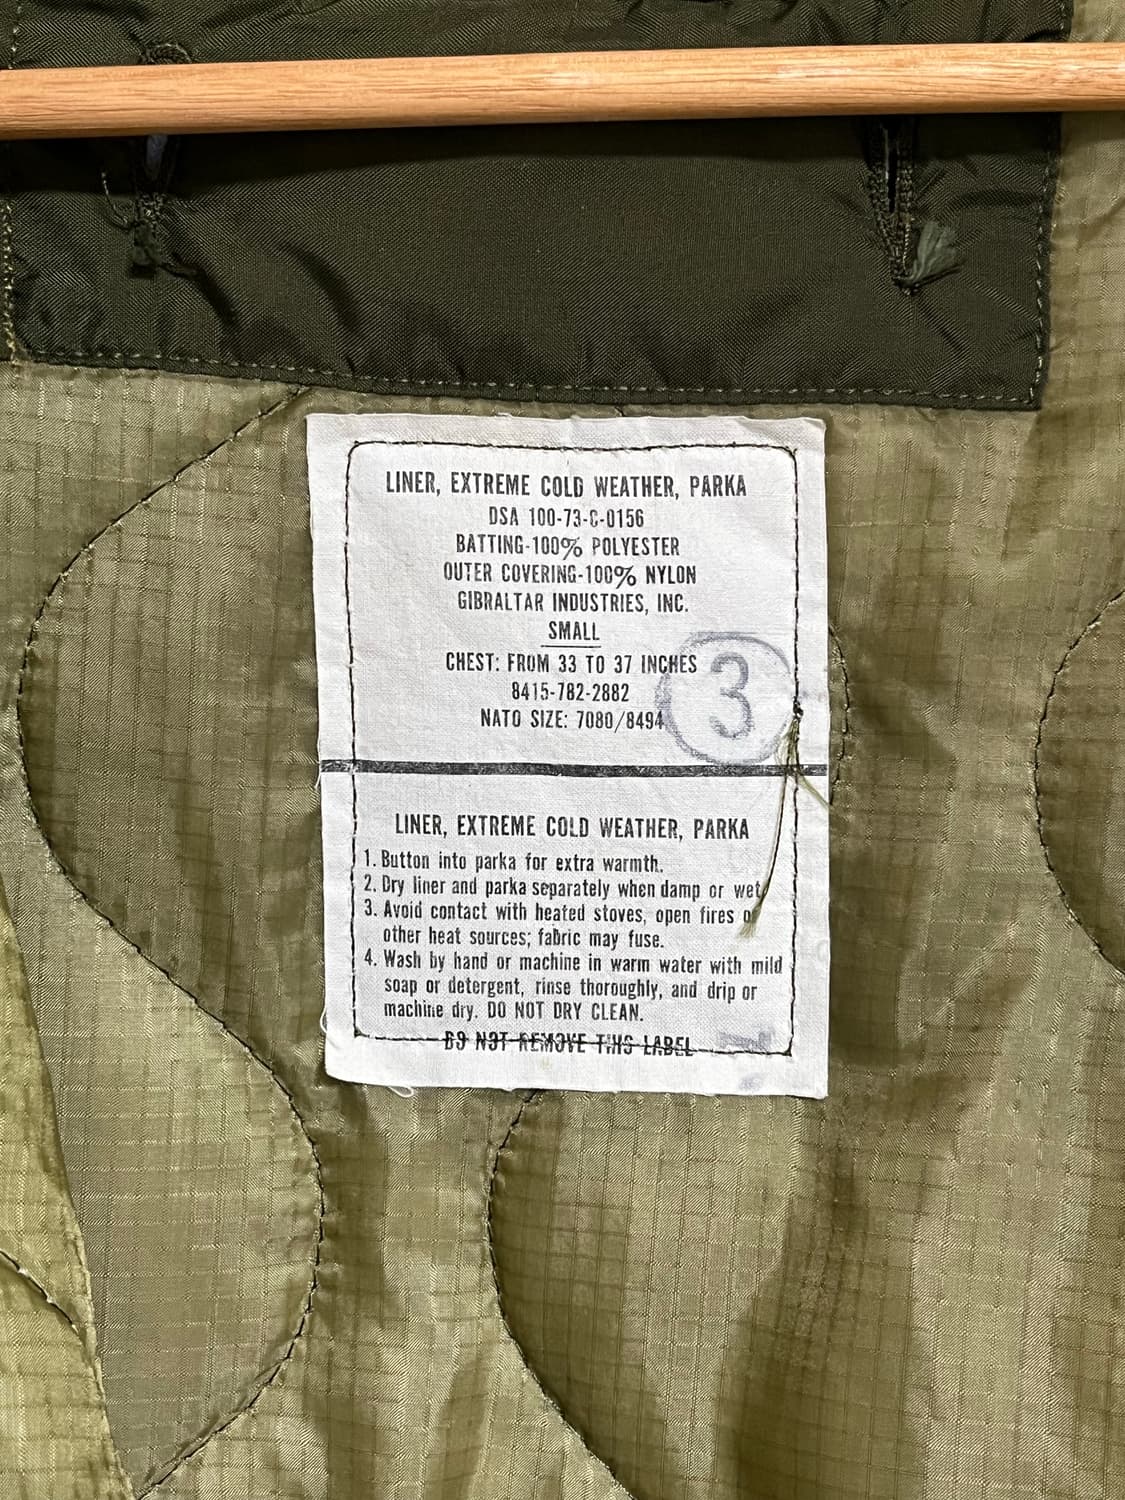 LINER, EXTREME COLD WEATHER, PARKA
DSA 100-73-C-0156
BATTING-100% POLYESTER
OUTER COVERING-100% NYLON
GIBRALTAR INDUSTRIES, INC.
SMALL
CHEST: FROM 33 TO 37 INCHES
8415-782-2882
NATO SIZE: 7080/8494
3
LINER, EXTREME COLD WEATHER, PARKA
1. Button into parka for extra warmth.
2. Dry liner and parka separately when damp or wet
3. Avoid contact with heated stoves, open fires or
other heat sources; fabric may fuse.
4. Wash by hand or machine in warm water with mild
soap or detergent, rinse thoroughly, and drip or
machine dry. DO NOT DRY CLEAN.
DO NOT REMOVE THIS LABEL